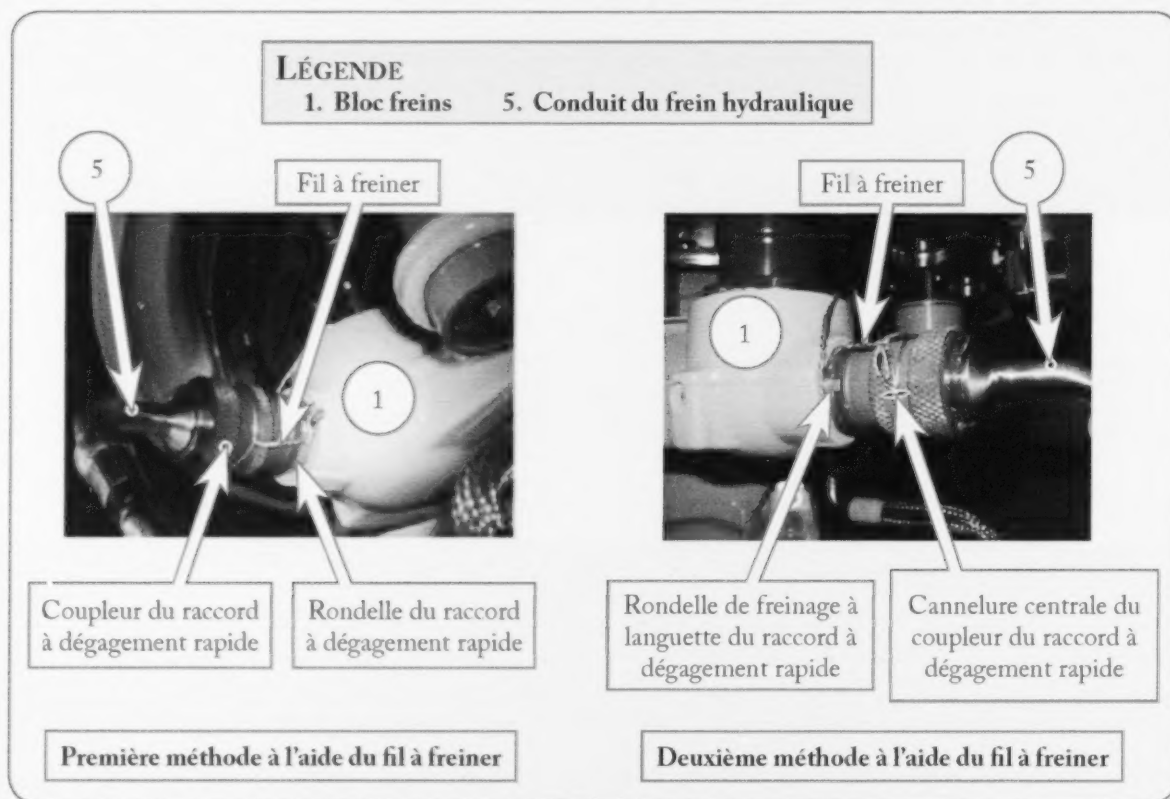 LÉGENDE
1. Bloc freins 5. Conduit du frein hydraulique
5
Fil à freiner
1
Coupleur du raccord
à dégagement rapide
Rondelle du raccord
à dégagement rapide
Première méthode à l'aide du fil à freiner
Fil à freiner
5
1
Rondelle de freinage à
languette du raccord à
dégagement rapide
Cannelure centrale du
coupleur du raccord à
dégagement rapide
Deuxième méthode à l'aide du fil à freiner